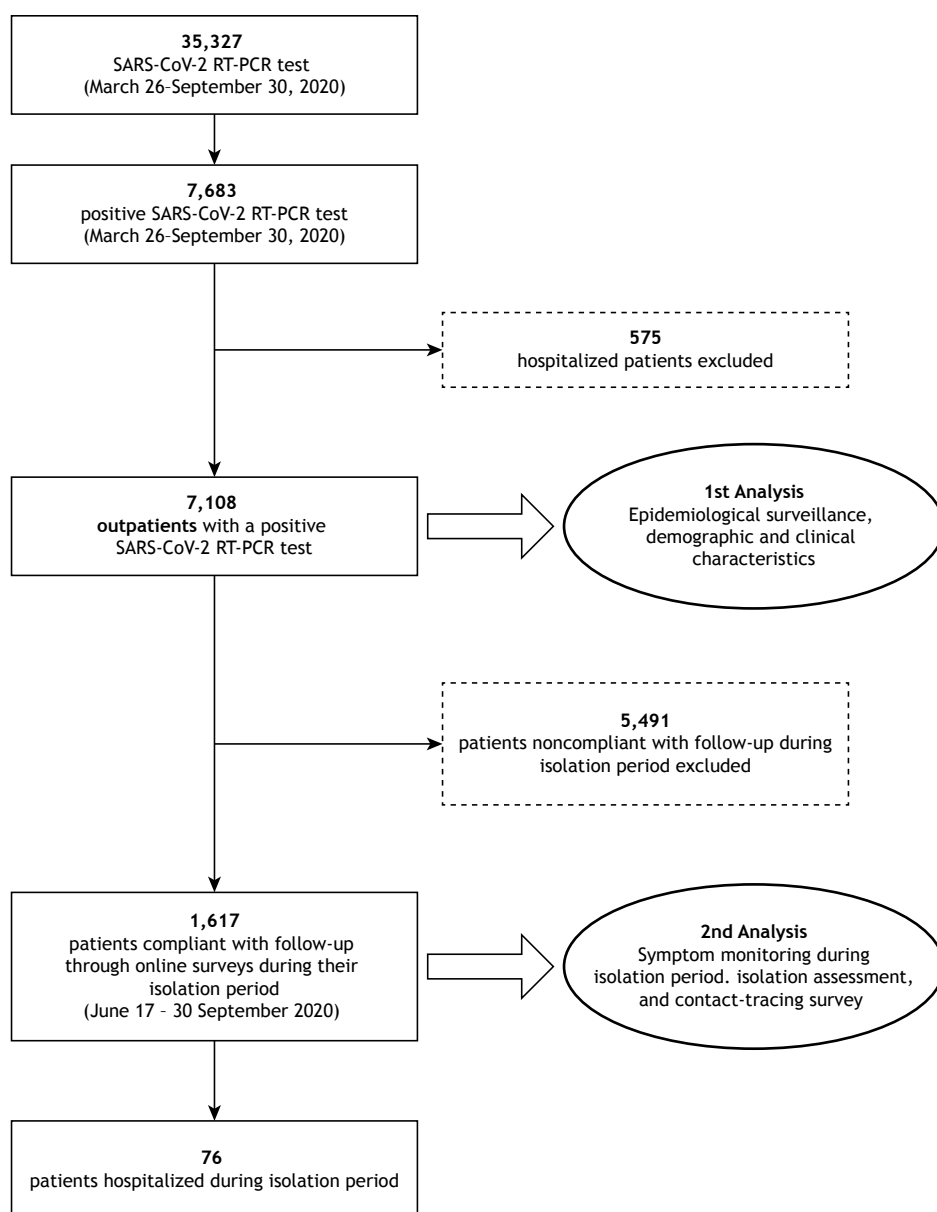 35,327
SARS-CoV-2 RT-PCR test
(March 26–September 30, 2020)
7,683
positive SARS-CoV-2 RT-PCR test
(March 26–September 30, 2020)
575
hospitalized patients excluded
7,108
outpatients with a positive
SARS-CoV-2 RT-PCR test
1st Analysis
Epidemiological surveillance,
demographic and clinical
characteristics
5,491
patients noncompliant with follow-up during
isolation period excluded
1,617
patients compliant with follow-up
through online surveys during their
isolation period
(June 17 – 30 September 2020)
2nd Analysis
Symptom monitoring during
isolation period. isolation assessment,
and contact-tracing survey
76
patients hospitalized during isolation period